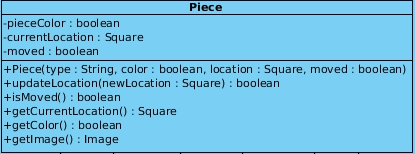 Piece
-pieceColor : boolean
-currentLocation : Square
-moved : boolean
+Piece(type : String, color : boolean, location : Square, moved : boolean)
+updateLocation(newLocation : Square) : boolean
+isMoved() : boolean
+getCurrentLocation() : Square
+getColor() : boolean
+getImage() : Image